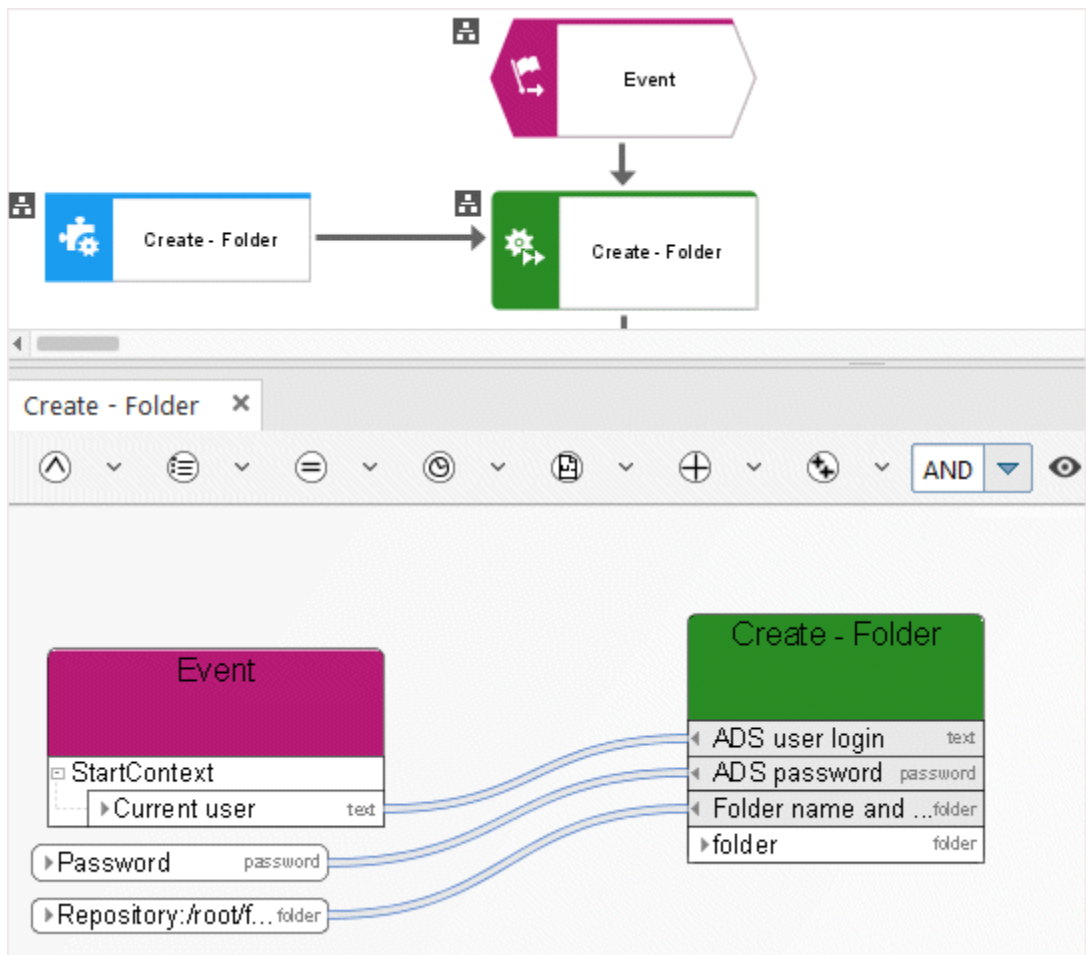 Event
Create - Folder
Create - Folder
Create - Folder ×
AND
Event
StartContext
Current user text
Password password
Repository:/root/f... folder
Create - Folder
ADS user login text
ADS password password
Folder name and ...folder
folder folder